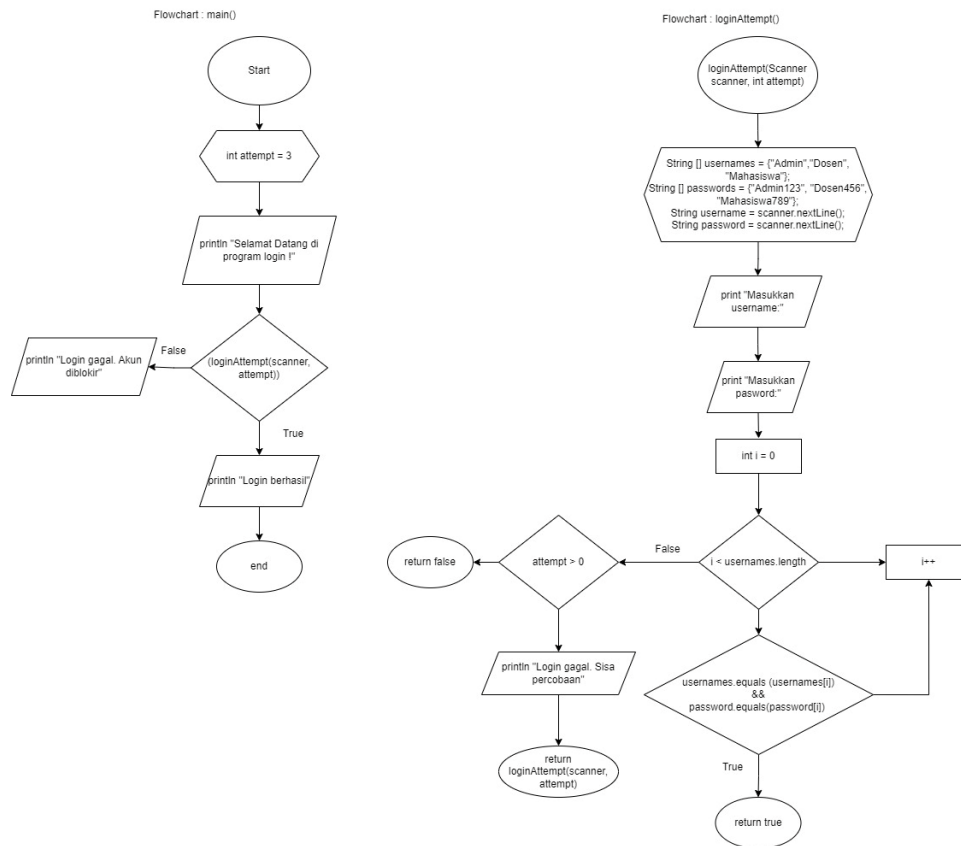 Flowchart : main()
Start
int attempt = 3
println "Selamat Datang di
program login !"
(loginAttempt(scanner,
attempt))
False
println "Login gagal. Akun
diblokir"
True
println "Login berhasil"
end
Flowchart : loginAttempt()
loginAttempt(Scanner
scanner, int attempt)
String [] usernames = {"Admin","Dosen",
"Mahasiswa"};
String [] passwords = {"Admin123", "Dosen456",
"Mahasiswa789"};
String username = scanner.nextLine();
String password = scanner.nextLine();
print "Masukkan
username:"
print "Masukkan
pasword:"
int i = 0
i < usernames.length
i++
False
attempt > 0
return false
println "Login gagal. Sisa
percobaan"
return
loginAttempt(scanner,
attempt)
usernames.equals (usernames[i])
&&
password.equals(password[i])
True
return true